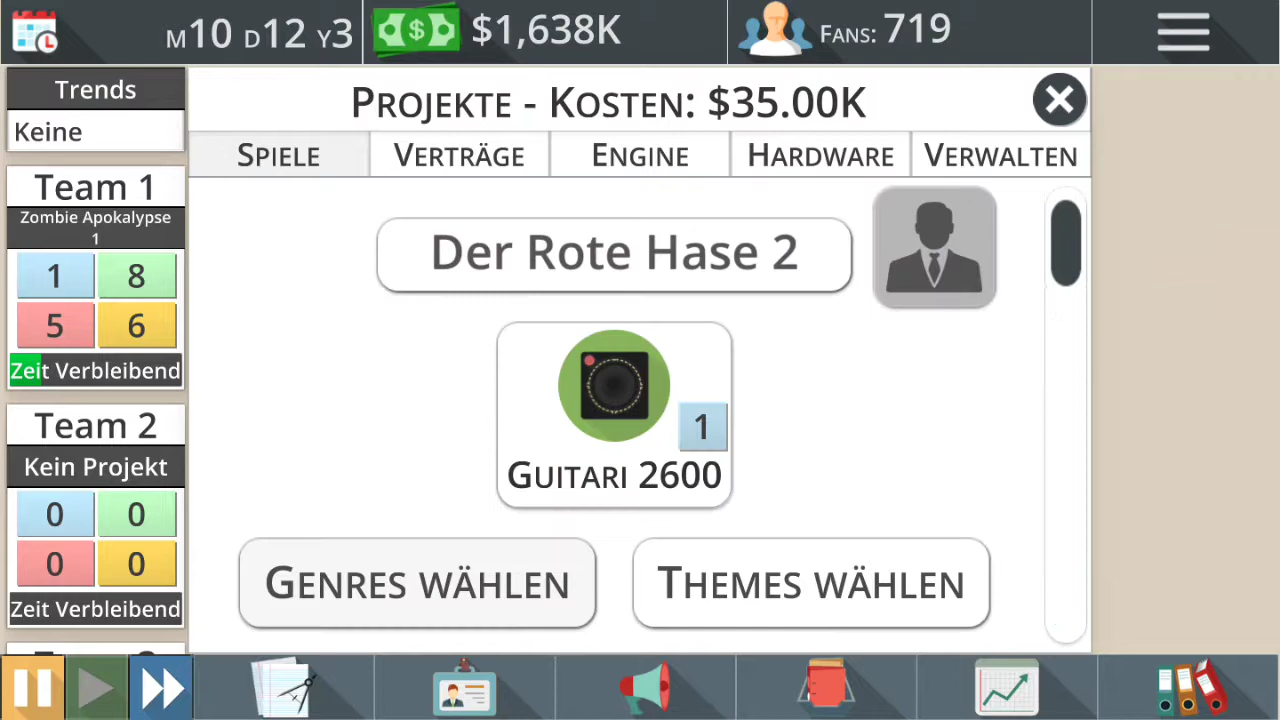 M10 D12 Y3
$1,638K
FANS: 719
Trends
Keine
Team 1
Zombie Apokalypse
1
1 8
5 6
Zeit Verbleibend
Team 2
Kein Projekt
0 0
0 0
Zeit Verbleibend
PROJEKTE - KOSTEN: $35.00K
SPIELE
VERTRÄGE
ENGINE
HARDWARE
VERWALTEN
Der Rote Hase 2
1
GUITARI 2600
GENRES WÄHLEN
THEMES WÄHLEN